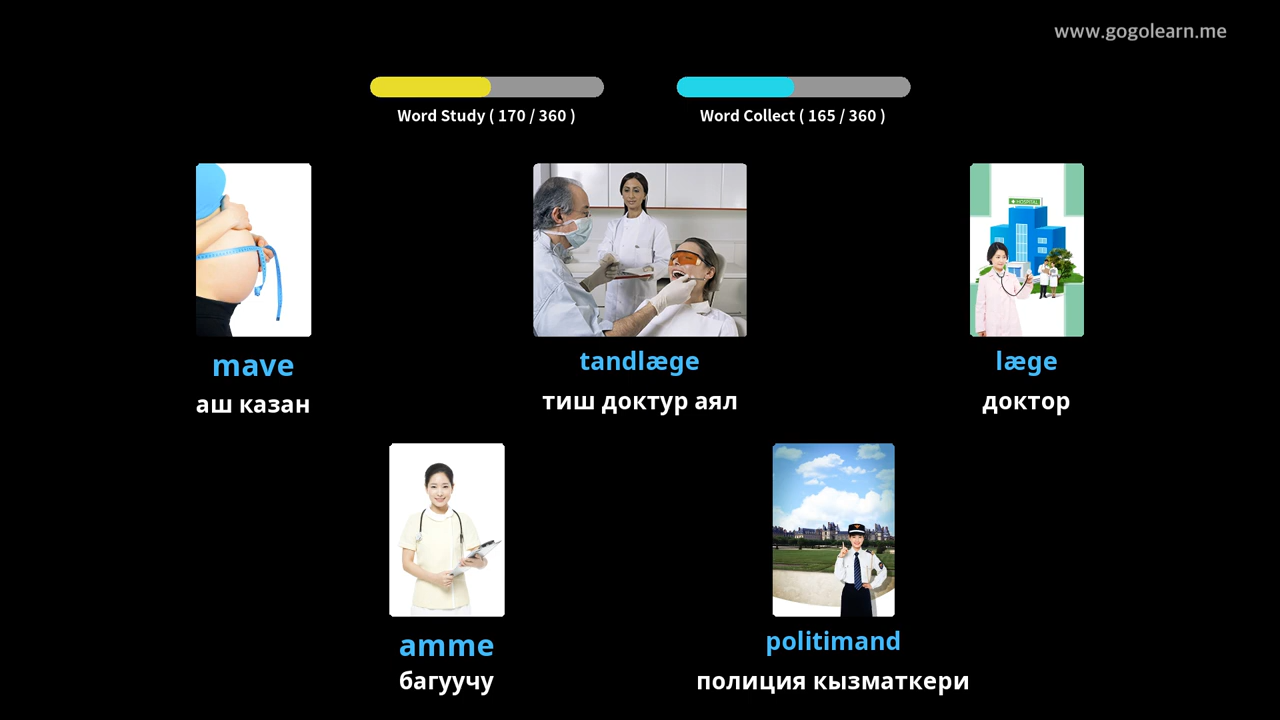 www.gogolearn.me
Word Study ( 170 / 360 )
Word Collect ( 165 / 360 )
HOSPITAL
mave
аш казан
tandlæge
тиш доктур аял
læge
доктор
amme
багуучу
politimand
полиция кызматкери